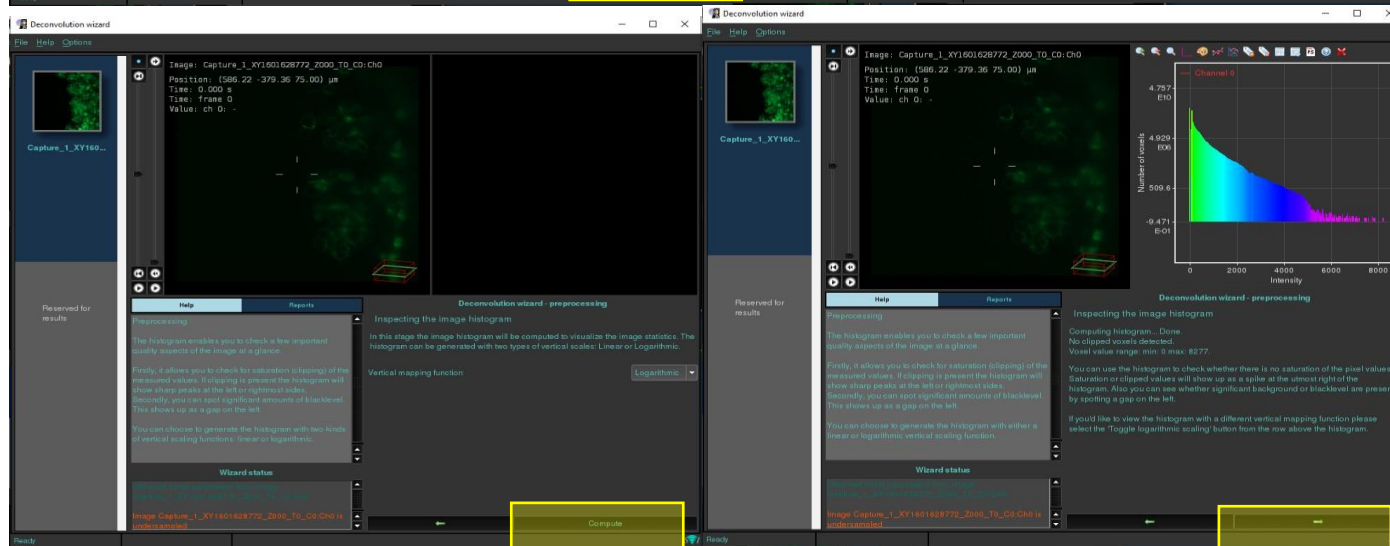 Deconvolution wizard
File Help Options
Image: Capture_1_XY1601628772_Z000_T0_C0:Ch0
Position: (586.22 -379.36 75.00) µm
Time: 0.000 s
Time: frame 0
Value: ch 0: -
Capture_1_XY160...
Reserved for
results
Help Reports
Preprocessing
The histogram enables you to check a few important
quality aspects of the image at a glance.
Firstly, it allows you to check for saturation (clipping) of the
measured values. If clipping is present the histogram will
show sharp peaks at the left or rightmost sides.
Secondly, you can spot significant amounts of blacklevel.
This shows up as a gap on the left.
You can choose to generate the histogram with two kinds
of vertical scaling functions: linear or logarithmic.
Wizard status
Image Capture_1_XY1601628772_Z000_T0_C0:Ch0 is
undersampled
Deconvolution wizard - preprocessing
Inspecting the image histogram
In this stage the image histogram will be computed to visualize the image statistics. The
histogram can be generated with two types of vertical scales: Linear or Logarithmic.
Vertical mapping function Logarithmic
Compute
Ready
Deconvolution wizard
File Help Options
Image: Capture_1_XY1601628772_Z000_T0_C0:Ch0
Position: (586.22 -379.36 75.00) µm
Time: 0.000 s
Time: frame 0
Value: ch 0: -
Capture_1_XY160...
Reserved for
results
Channel 0
4.757
E10
4.929
E06
509.6
-9.471
E-01
Number of voxels
0 2000 4000 6000 8000
Intensity
Help Reports
Preprocessing
The histogram enables you to check a few important
quality aspects of the image at a glance.
Firstly, it allows you to check for saturation (clipping) of the
measured values. If clipping is present the histogram will
show sharp peaks at the left or rightmost sides.
Secondly, you can spot significant amounts of blacklevel.
This shows up as a gap on the left.
You can choose to generate the histogram with either a
linear or logarithmic vertical scaling function.
Wizard status
Image Capture_1_XY1601628772_Z000_T0_C0:Ch0 is
undersampled
Deconvolution wizard - preprocessing
Inspecting the image histogram
Computing histogram... Done.
No clipped voxels detected.
Voxel value range: min: 0 max: 8277.
You can use the histogram to check whether there is no saturation of the pixel values.
Saturation or clipped values will show up as a spike at the utmost right of the
histogram. Also you can see whether significant background or blacklevel are presen
by spotting a gap on the left.
If you'd like to view the histogram with a different vertical mapping function please
select the 'Toggle logarithmic scaling' button from the row above the histogram.
Ready